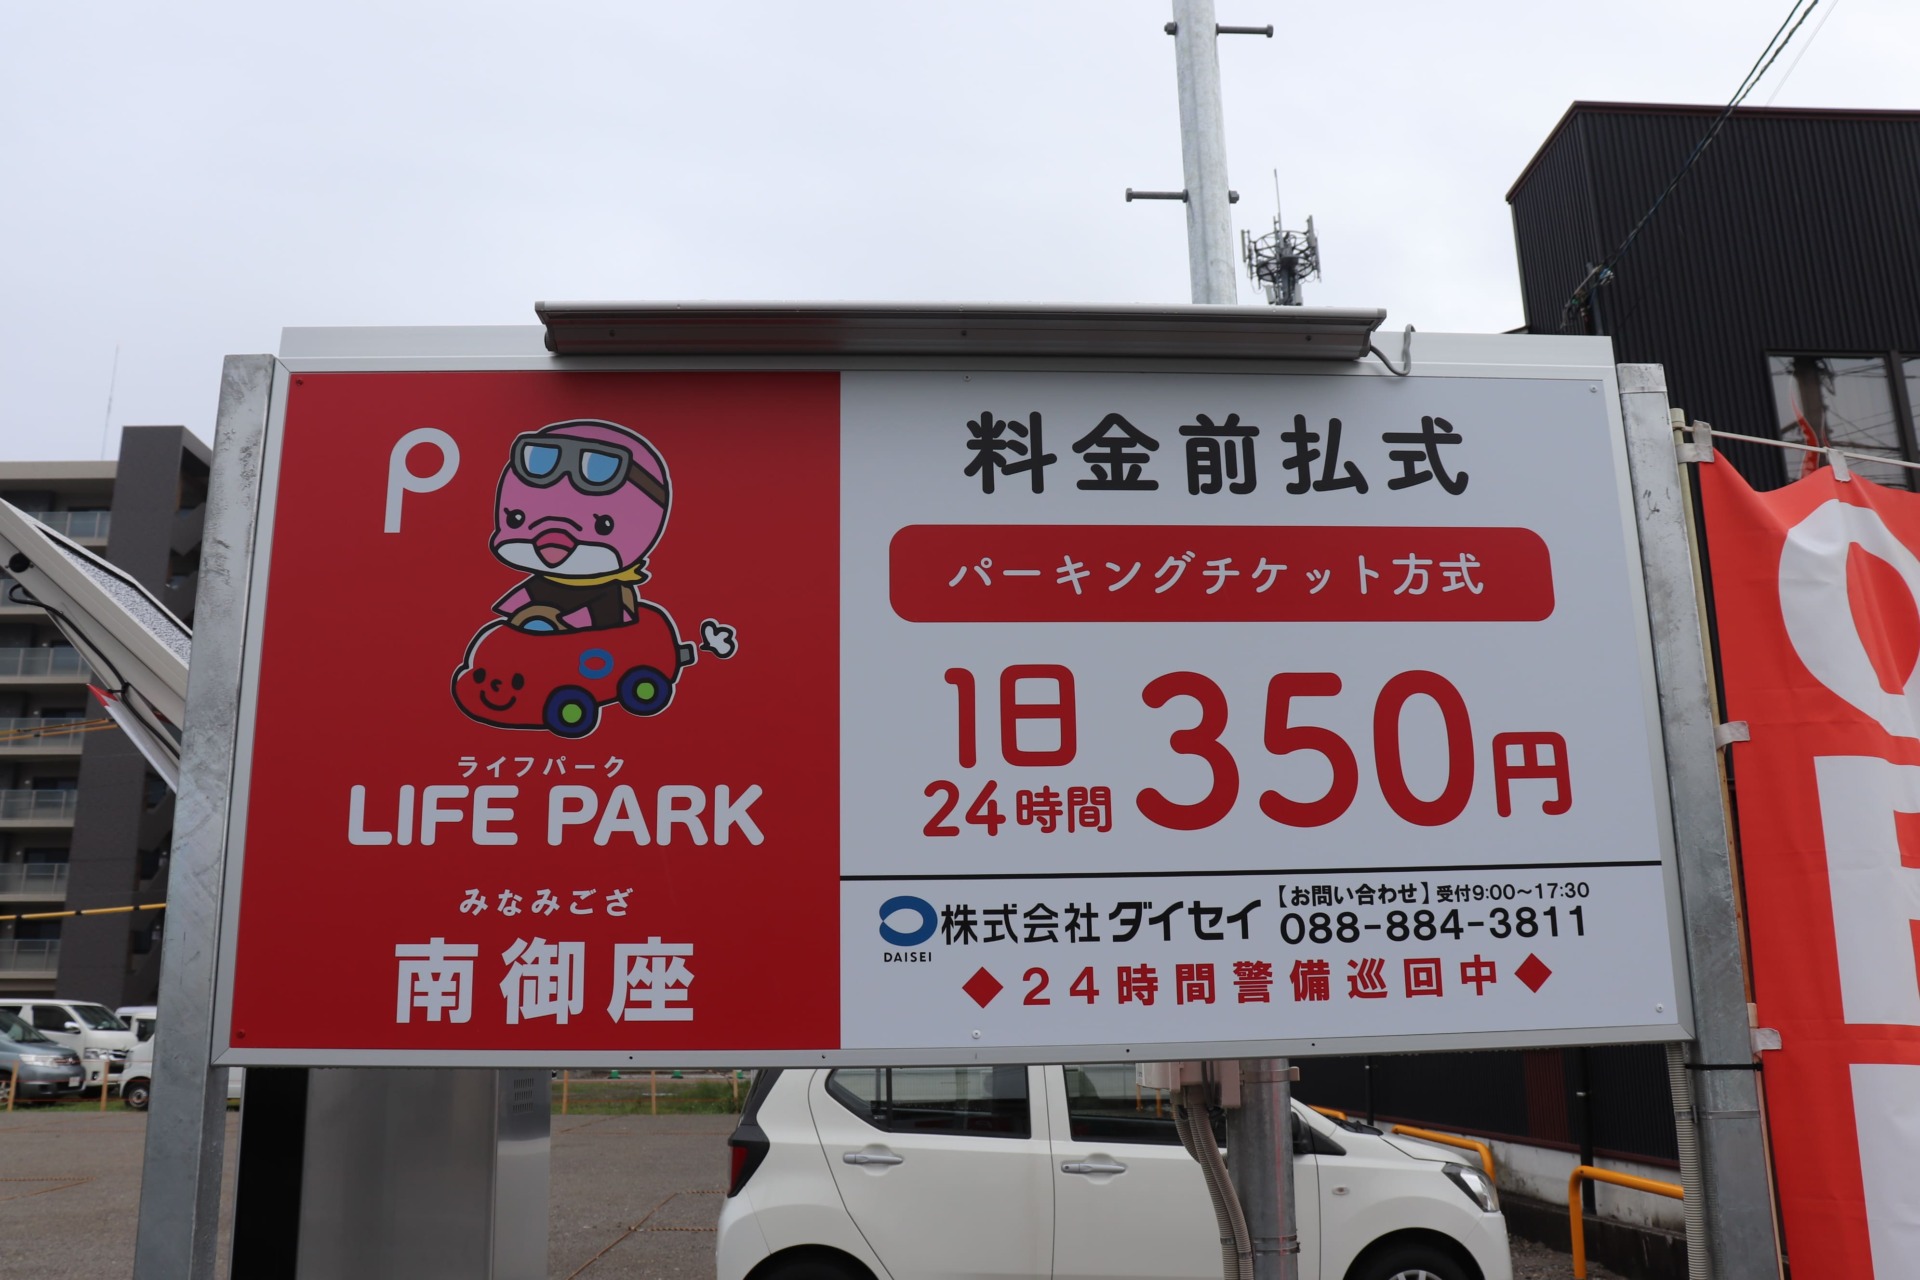 P
ライフパーク
LIFE PARK
みなみござ
南御座
料金前払式
パーキングチケット方式
1日
24時間
350円
DAISEI
株式会社ダイセイ
【お問い合わせ】受付9:00～17:30
088-884-3811
◆24時間警備巡回中◆